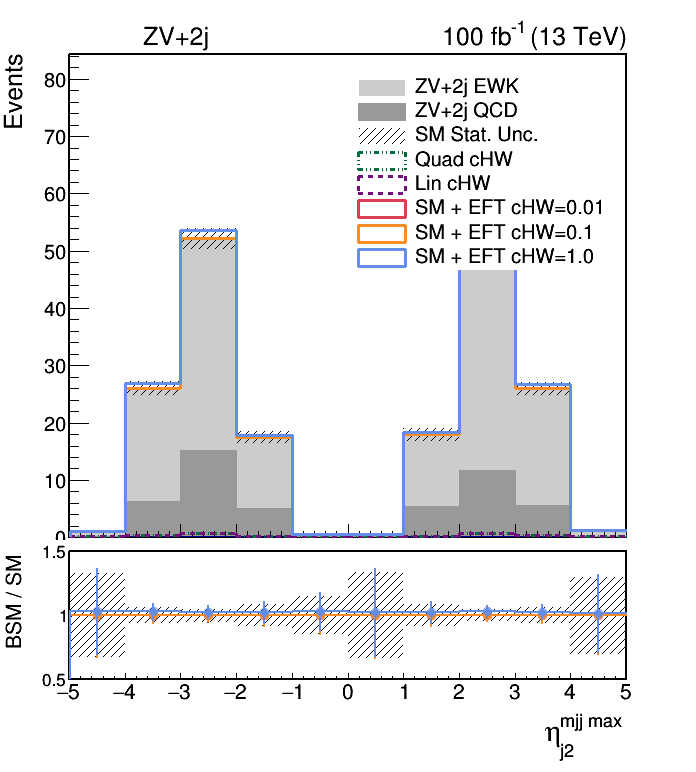 ZV+2j 100 fb-1 (13 TeV)
Events
80
70
60
50
40
30
20
10
0
ZV+2j EWK
ZV+2j QCD
SM Stat. Unc.
Quad cHW
Lin cHW
SM + EFT cHW=0.01
SM + EFT cHW=0.1
SM + EFT cHW=1.0
BSM / SM
1.5
1
0.5
−5 −4 −3 −2 −1 0 1 2 3 4 5
η mjj max j2